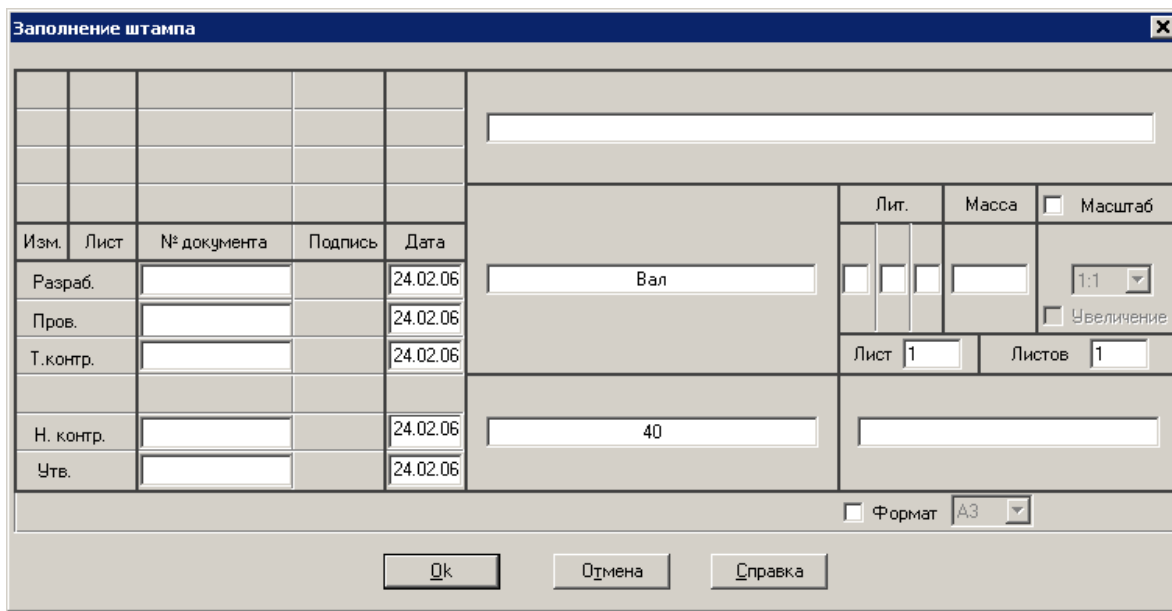 Заполнение штампа
Лит. Масса Масштаб
Изм. Лист № документа Подпись Дата
Разраб. 24.02.06 Вал 1:1
Пров. 24.02.06 Увеличение
Т.контр. 24.02.06 Лист 1 Листов 1
Н. контр. 24.02.06 40
Утв. 24.02.06
Формат А3
Ok Отмена Справка